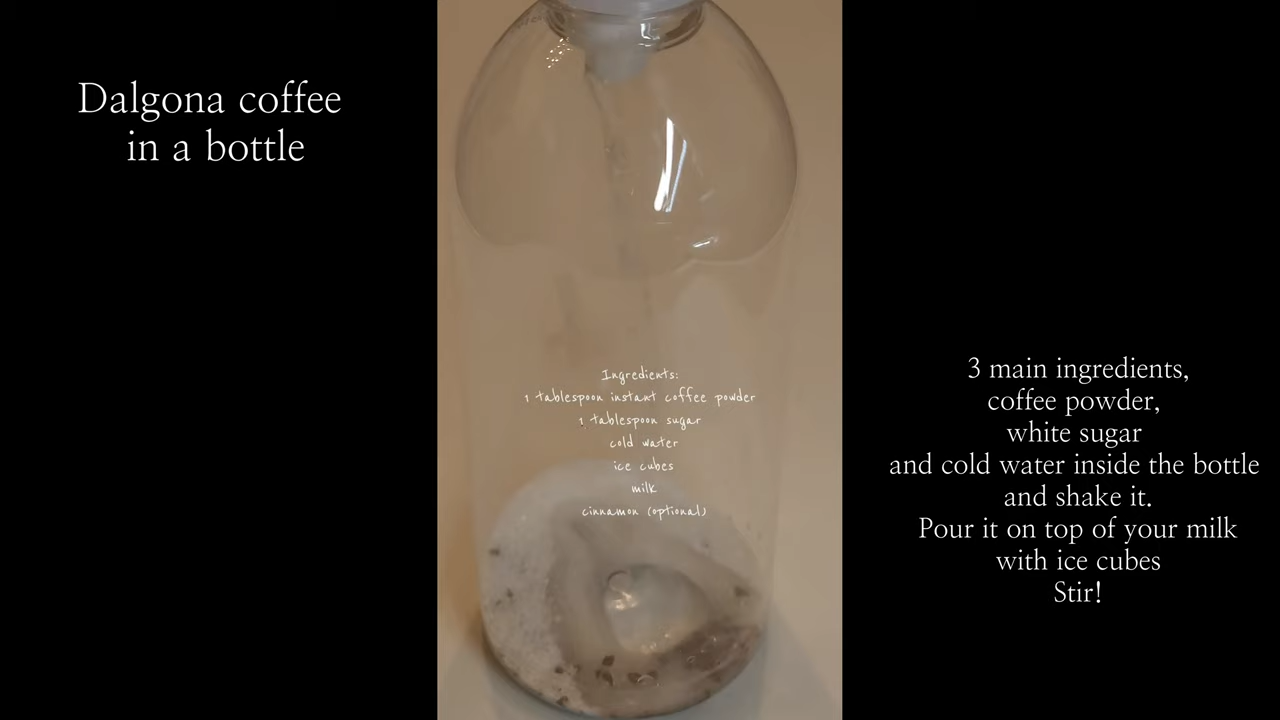 Dalgona coffee
in a bottle
Ingredients:
1 tablespoon instant coffee powder
1 tablespoon sugar
cold water
ice cubes
milk
cinnamon (optional)
3 main ingredients,
coffee powder,
white sugar
and cold water inside the bottle
and shake it.
Pour it on top of your milk
with ice cubes
Stir!